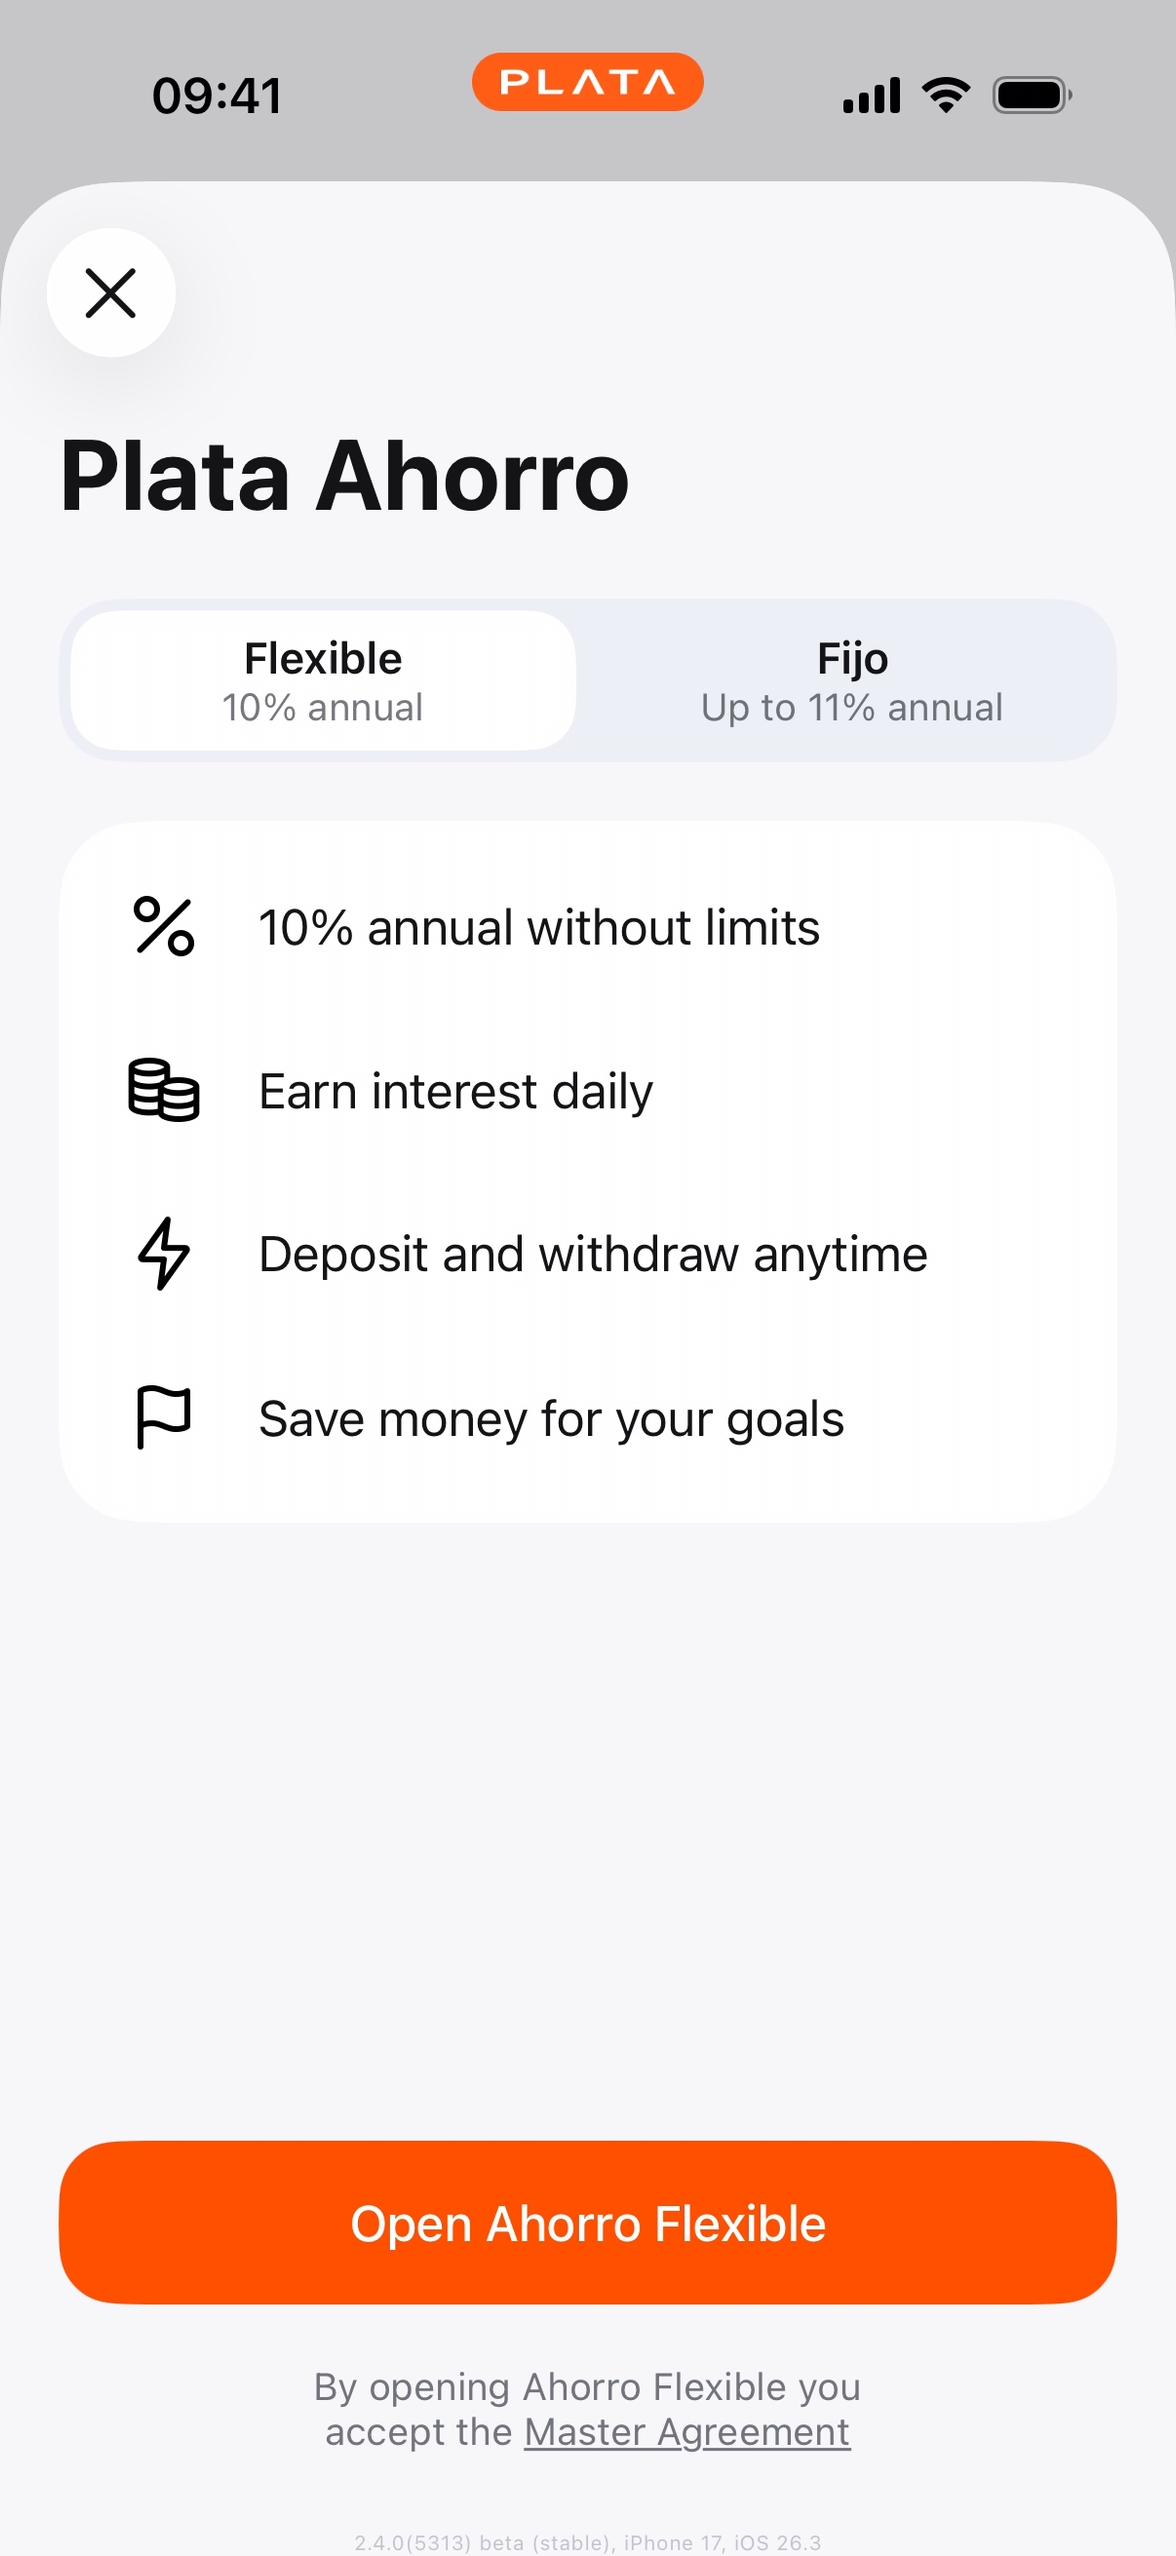 09:41
PLATA
Plata Ahorro
Flexible
10% annual
Fijo
Up to 11% annual
10% annual without limits
Earn interest daily
Deposit and withdraw anytime
Save money for your goals
Open Ahorro Flexible
By opening Ahorro Flexible you
accept the Master Agreement
2.4.0(5313) beta (stable), iPhone 17, iOS 26.3